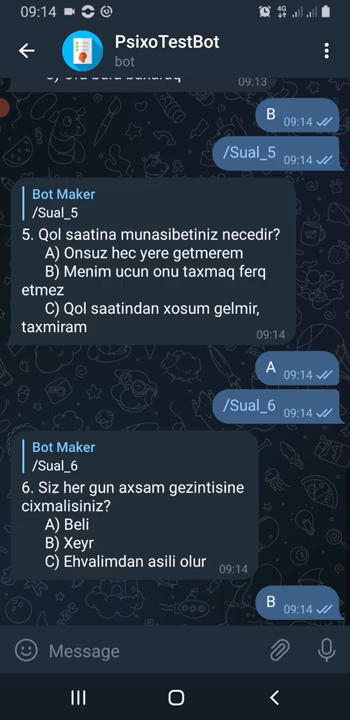 09:14 4G
PsixoTestBot
bot
09:13
B 09:14
/Sual_5 09:14
Bot Maker
/Sual_5
5. Qol saatina munasibetiniz necedir?
A) Onsuz hec yere getmerem
B) Menim ucun onu taxmaq ferq
etmez
C) Qol saatindan xosum gelmir,
taxmiram
09:14
A 09:14
/Sual_6 09:14
Bot Maker
/Sual_6
6. Siz her gun axsam gezintisine
cixmalisiniz?
A) Beli
B) Xeyr
C) Ehvalimdan asili olur 09:14
B 09:14
Message